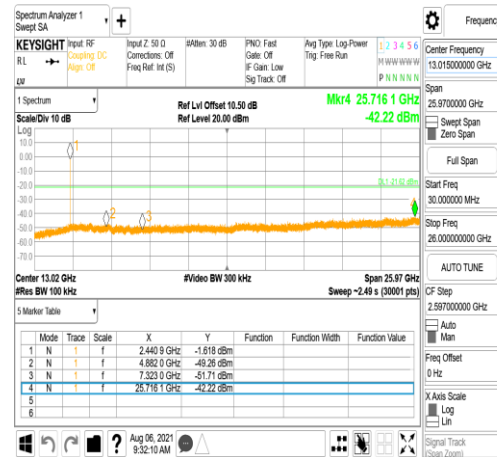 Spectrum Analyzer 1
Swept SA
+
Frequenc
KEYSIGHT
RL
Input: RF
Coupling: DC
Align: Off
Input Z: 50 Ω
Corrections: Off
Freq Ref: Int (S)
#Atten: 30 dB
PNO: Fast
Gate: Off
IF Gain: Low
Sig Track: Off
Avg Type: Log-Power
Trig: Free Run
1 2 3 4 5 6
M W W W W W
P N N N N N
1 Spectrum
Scale/Div 10 dB
Ref Lvl Offset 10.50 dB
Ref Level 20.00 dBm
Mkr4 25.716 1 GHz
-42.22 dBm
Log
10.0
0.00
-10.0
-20.0
-30.0
-40.0
-50.0
-60.0
-70.0
1
2
3
DL1 -21.62 dBm
Center 13.02 GHz
#Res BW 100 kHz
#Video BW 300 kHz
Span 25.97 GHz
Sweep ~2.49 s (30001 pts)
5 Marker Table
Mode Trace Scale X Y Function Function Width Function Value
1 N 1 f 2.440 9 GHz -1.618 dBm
2 N 1 f 4.882 0 GHz -49.26 dBm
3 N 1 f 7.323 0 GHz -51.71 dBm
4 N 1 f 25.716 1 GHz -42.22 dBm
5
6
?
Aug 06, 2021
9:32:10 AM
Center Frequency
13.015000000 GHz
Span
25.9700000 GHz
Swept Span
Zero Span
Full Span
Start Freq
30.000000 MHz
Stop Freq
26.000000000 GHz
AUTO TUNE
CF Step
2.597000000 GHz
Auto
Man
Freq Offset
0 Hz
X Axis Scale
Log
Lin
Signal Track
(Span Zoom)